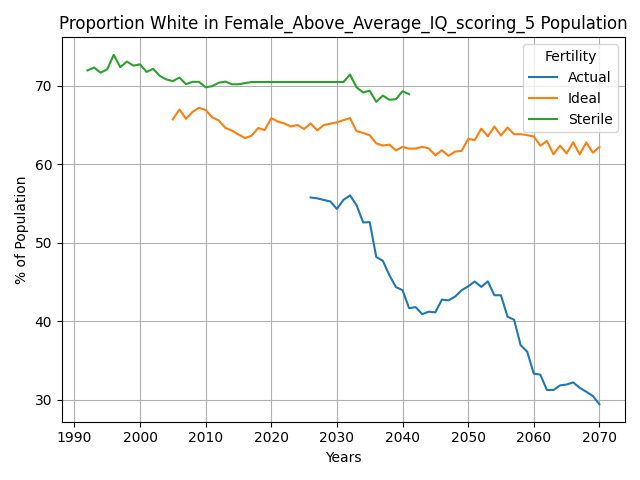 Proportion White in Female_Above_Average_IQ_scoring_5 Population
Fertility
Actual
Ideal
Sterile
% of Population
70
60
50
40
30
1990 2000 2010 2020 2030 2040 2050 2060 2070
Years